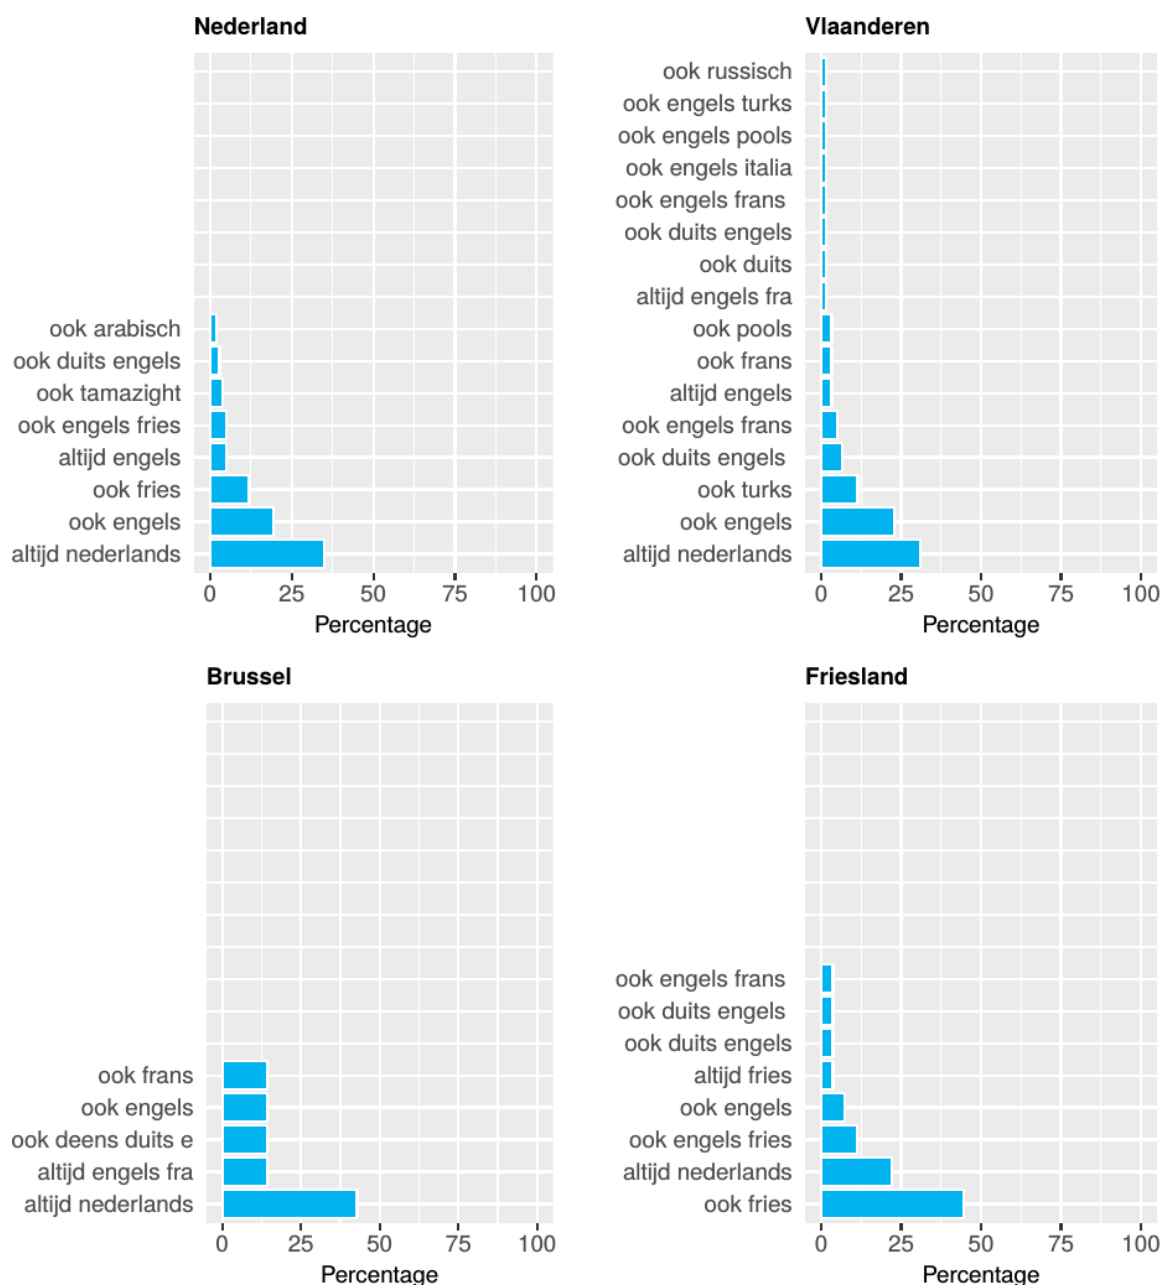 Nederland
ook arabisch
ook duits engels
ook tamazight
ook engels fries
altijd engels
ook fries
ook engels
altijd nederlands
0 25 50 75 100
Percentage
Vlaanderen
ook russisch
ook engels turks
ook engels pools
ook engels italia
ook engels frans
ook duits engels
ook duits
altijd engels fra
ook pools
ook frans
altijd engels
ook engels frans
ook duits engels
ook turks
ook engels
altijd nederlands
0 25 50 75 100
Percentage
Brussel
ook frans
ook engels
ook deens duits e
altijd engels fra
altijd nederlands
0 25 50 75 100
Percentage
Friesland
ook engels frans
ook duits engels
ook duits engels
altijd fries
ook engels
ook engels fries
altijd nederlands
ook fries
0 25 50 75 100
Percentage